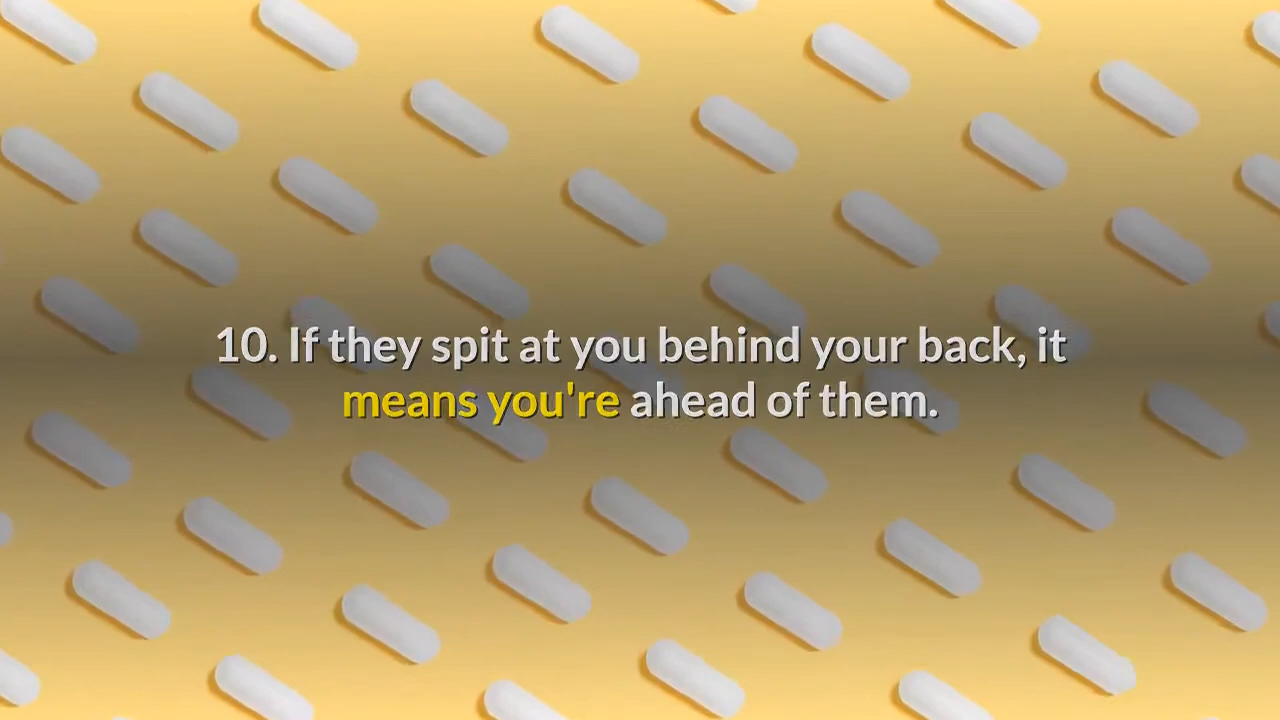 10. If they spit at you behind your back, it
means you're ahead of them.